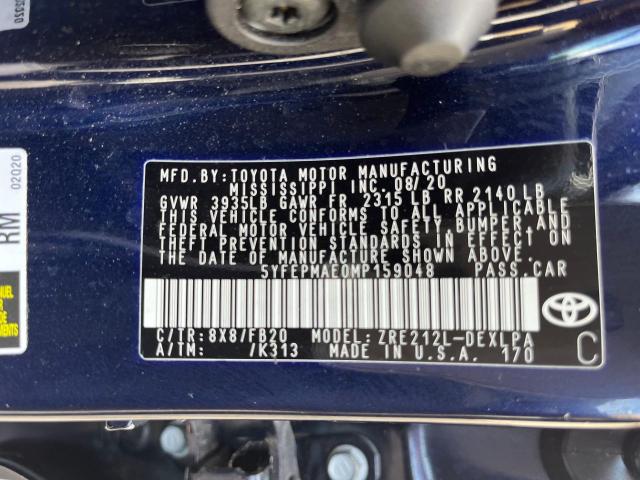 MFD.BY:TOYOTA MOTOR MANUFACTURING
MISSISSIPPI INC. 08/20
GVWR 3935LB GAWR FR 2315 LB RR 2140 LB
THIS VEHICLE CONFORMS TO ALL APPLICABLE
FEDERAL MOTOR VEHICLE SAFETY, BUMPER, AND
THEFT PREVENTION STANDARDS IN EFFECT ON
THE DATE OF MANUFACTURE SHOWN ABOVE.
5YFEPMAE0MP159048 PASS.CAR
C/TR:8X8/FB20 MODEL:ZRE212L-DEXLPA
A/TM: /K313 MADE IN U.S.A. 170
C
02020
RM